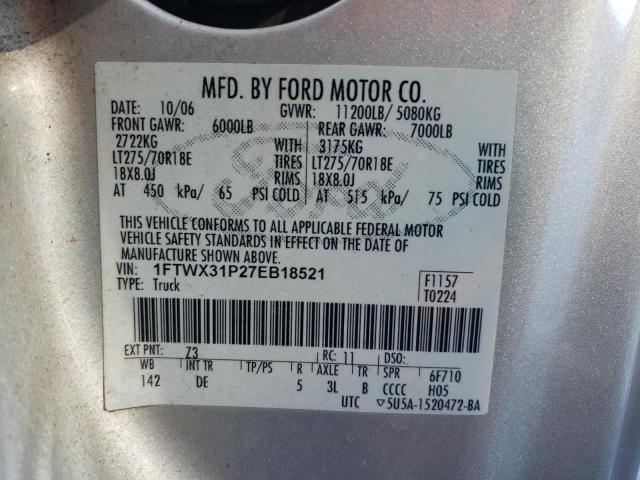 MFD. BY FORD MOTOR CO.
DATE: 10/06 GVWR: 11200LB/ 5080KG
FRONT GAWR: 6000LB REAR GAWR: 7000LB
2722KG WITH 3175KG WITH
LT275/70R18E TIRES LT275/70R18E TIRES
18X8.0J RIMS 18X8.0J RIMS
AT 450 kPa/ 65 PSI COLD AT 515 kPa/ 75 PSI COLD
THIS VEHICLE CONFORMS TO ALL APPLICABLE FEDERAL MOTOR
VEHICLE SAFETY STANDARDS IN EFFECT ON THE DATE OF
MANUFACTURE SHOWN ABOVE.
VIN: 1FTWX31P27EB18521 F1157
TYPE: Truck T0224
EXT PNT: Z3 RC: 11 DSO:
WB INT TR TP/PS R AXLE TR SPR 6F710
142 DE 5 3L B CCCC H05
UTC ▽5U5A-1520472-BA
Ford